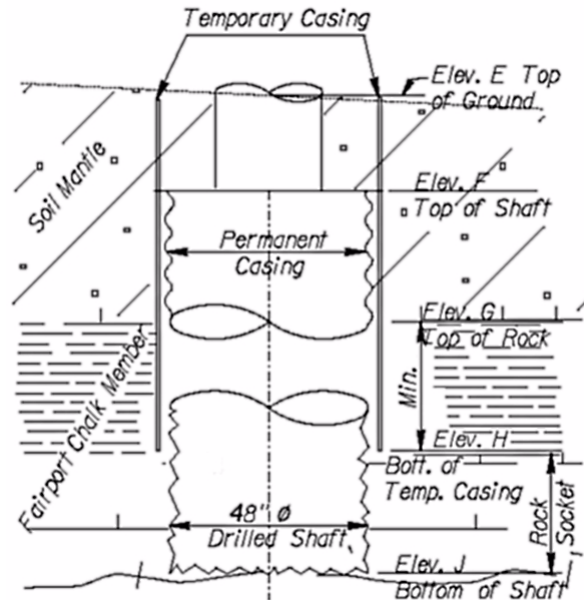 Temporary Casing
Elev. E Top
of Ground
Soil Mantle
Elev. F
Top of Shaft
Permanent
Casing
Elev. G
Top of Rock
Fairport Chalk Member
Min.
Elev. H
Bott. of
Temp. Casing
48" Ø
Drilled Shaft
Rock
Socket
Elev. J
Bottom of Shaft